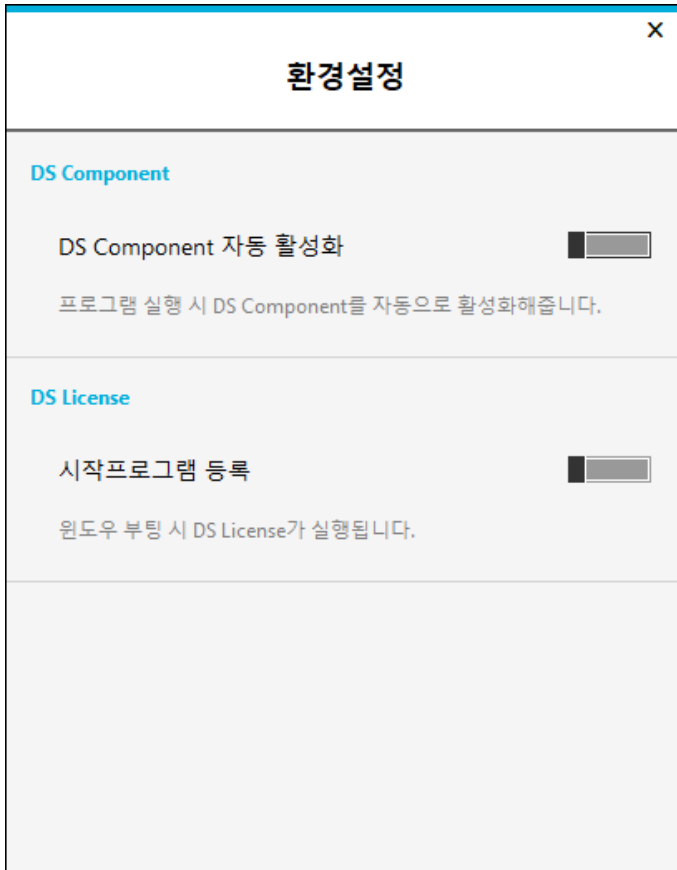 ×
환경설정
DS Component
DS Component 자동 활성화
프로그램 실행 시 DS Component를 자동으로 활성화해줍니다.
DS License
시작프로그램 등록
윈도우 부팅 시 DS License가 실행됩니다.